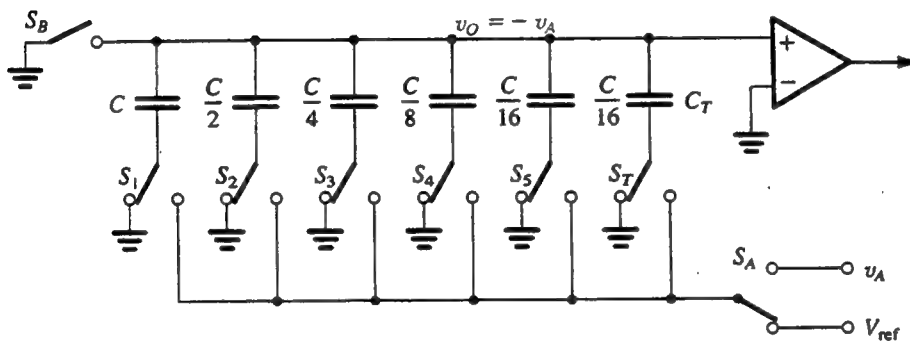 S_B
v_O = - v_A
+
-
C
C/2
C/4
C/8
C/16
C/16
C_T
S_1
S_2
S_3
S_4
S_5
S_T
S_A
v_A
V_ref